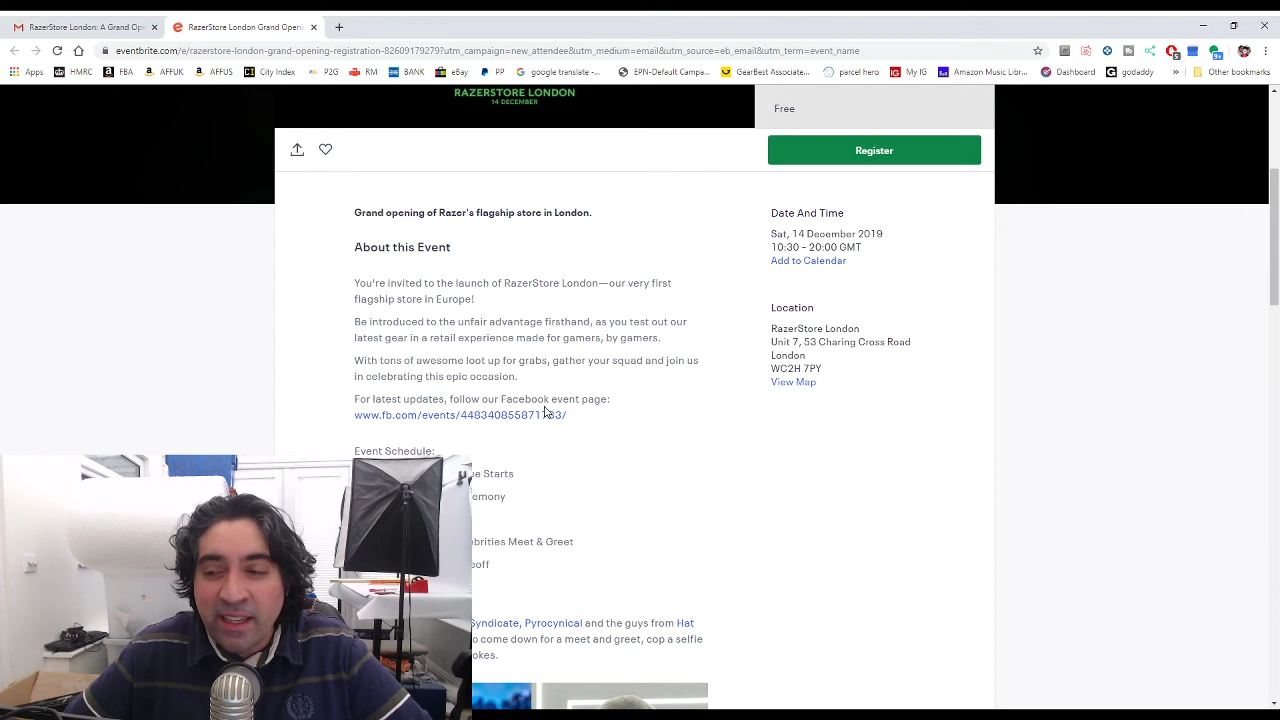 RazerStore London: A Grand Ope
RazerStore London Grand Openi
eventbrite.com/e/razerstore-london-grand-opening-registration-82609179279?utm_campaign=new_attendee&utm_medium=email&utm_source=eb_email&utm_term=event_name
Apps
HMRC
FBA
AFFUK
AFFUS
City Index
P2G
RM
BANK
eBay
PP
google translate -...
EPN-Default Campa...
GearBest Associate...
parcel hero
My IG
Amazon Music Libr...
Dashboard
godaddy
»
Other bookmarks
RAZERSTORE LONDON
14 DECEMBER
Free
Register
Grand opening of Razer's flagship store in London.
About this Event
You're invited to the launch of RazerStore London—our very first
flagship store in Europe!
Be introduced to the unfair advantage firsthand, as you test out our
latest gear in a retail experience made for gamers, by gamers.
With tons of awesome loot up for grabs, gather your squad and join us
in celebrating this epic occasion.
For latest updates, follow our Facebook event page:
Event Schedule:
ue Starts
emony
ebrities Meet & Greet
eoff
Syndicate, Pyrocynical and the guys from Hat
o come down for a meet and greet, cop a selfie
okes.
Date And Time
Sat, 14 December 2019
10:30 – 20:00 GMT
Add to Calendar
Location
RazerStore London
Unit 7, 53 Charing Cross Road
London
WC2H 7PY
View Map